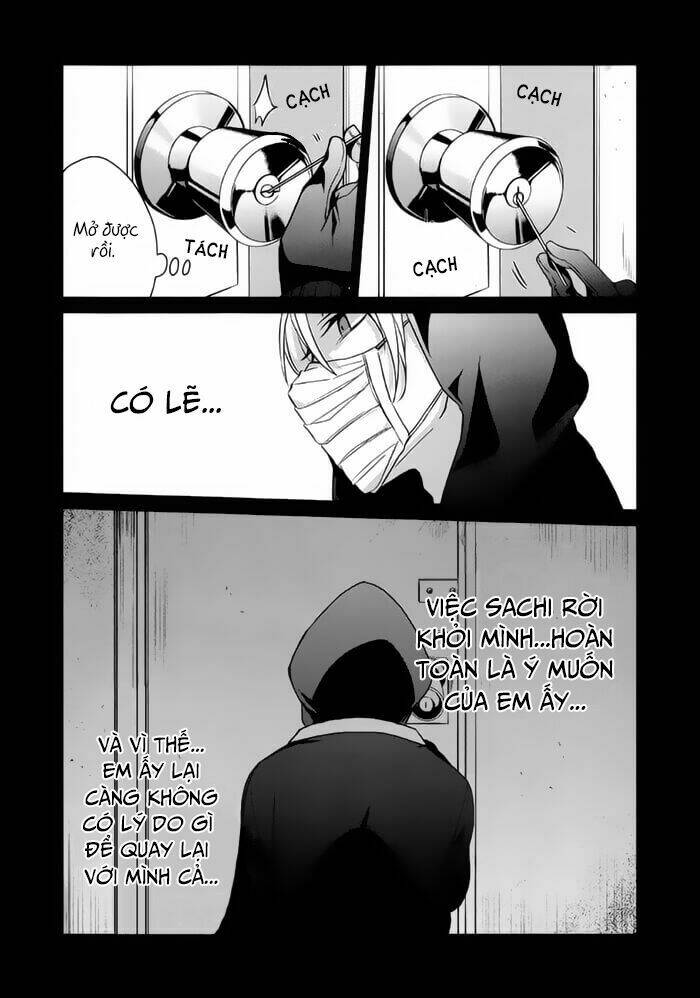 CẠCH
CẠCH
CẠCH
TÁCH
Mở được
rồi.
CÓ LẼ...
VIỆC SACHI RỜI
KHỎI MÌNH...HOÀN
TOÀN LÀ Ý MUỐN
CỦA EM ẤY...
VÀ VÌ THẾ...
EM ẤY LẠI
CÀNG KHÔNG
CÓ LÝ DO GÌ
ĐỂ QUAY LẠI
VỚI MÌNH CẢ...